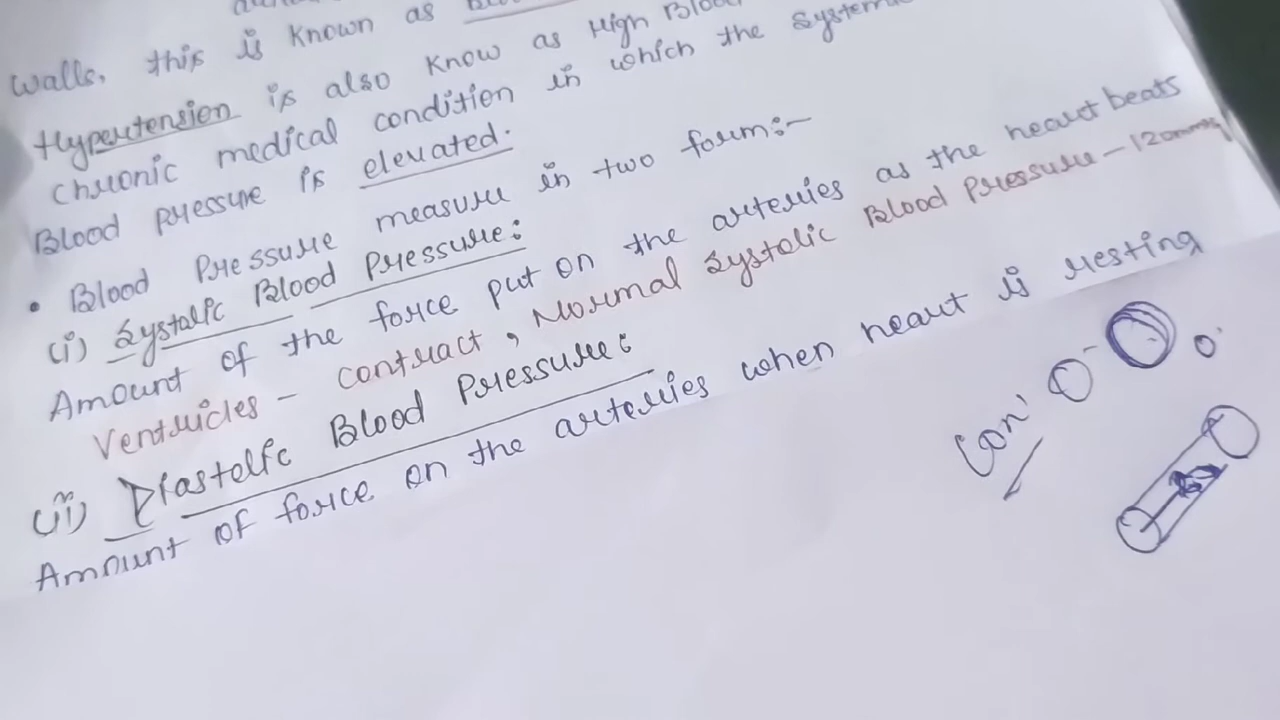 walls, this is known as
Hypertension is also know as High Blood
chronic medical condition in which the systemic
Blood pressure is elevated.
• Blood Pressure measure in two form:-
(i) Systalic Blood Pressure:
Amount of the force put on the arteries as the heart beats
Ventricles - contract, Normal systolic Blood Pressure - 120mmHg
(ii) Diastelic Blood Pressure:
Amount of force on the arteries when heart is resting
Con'